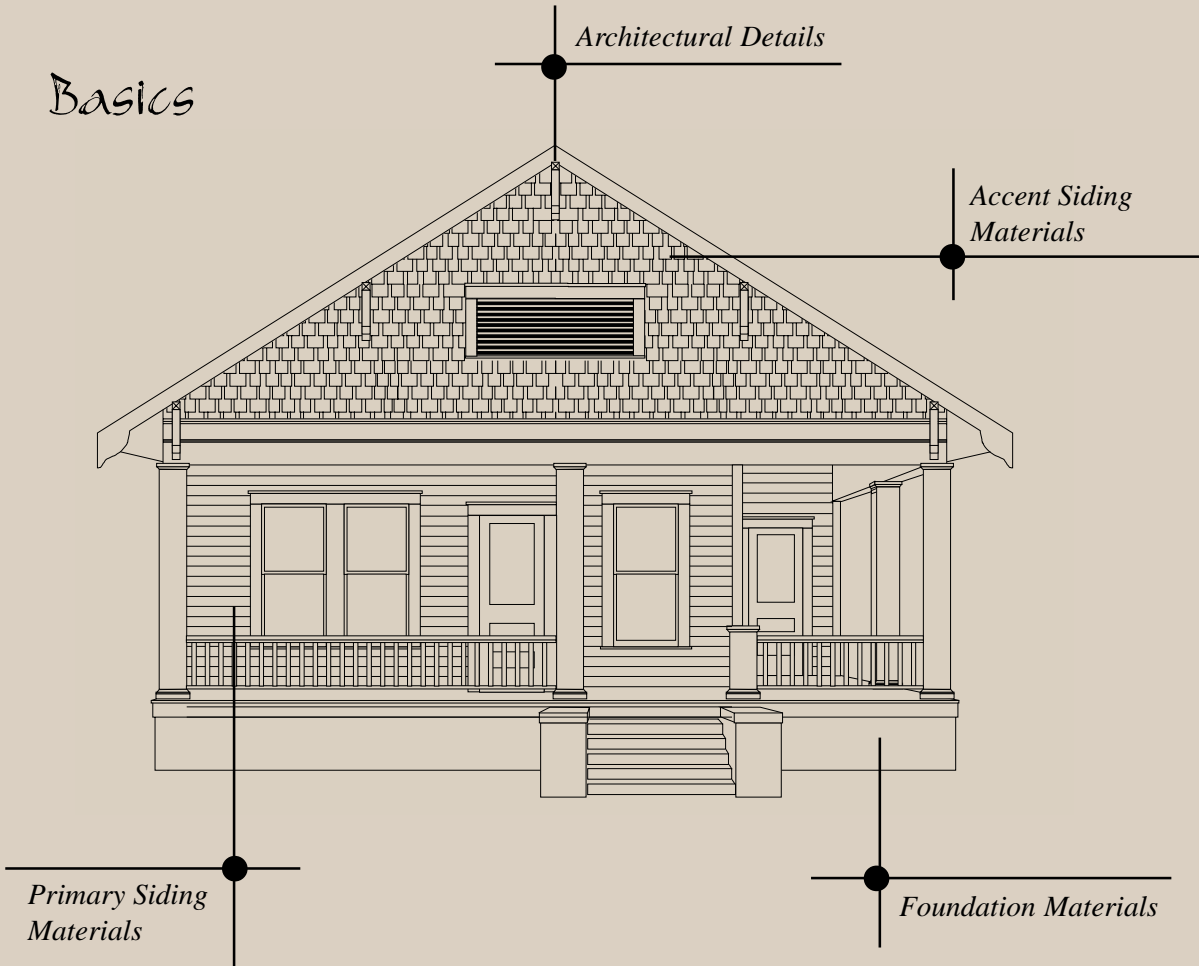 Architectural Details
Basics
Accent Siding
Materials
Primary Siding
Materials
Foundation Materials